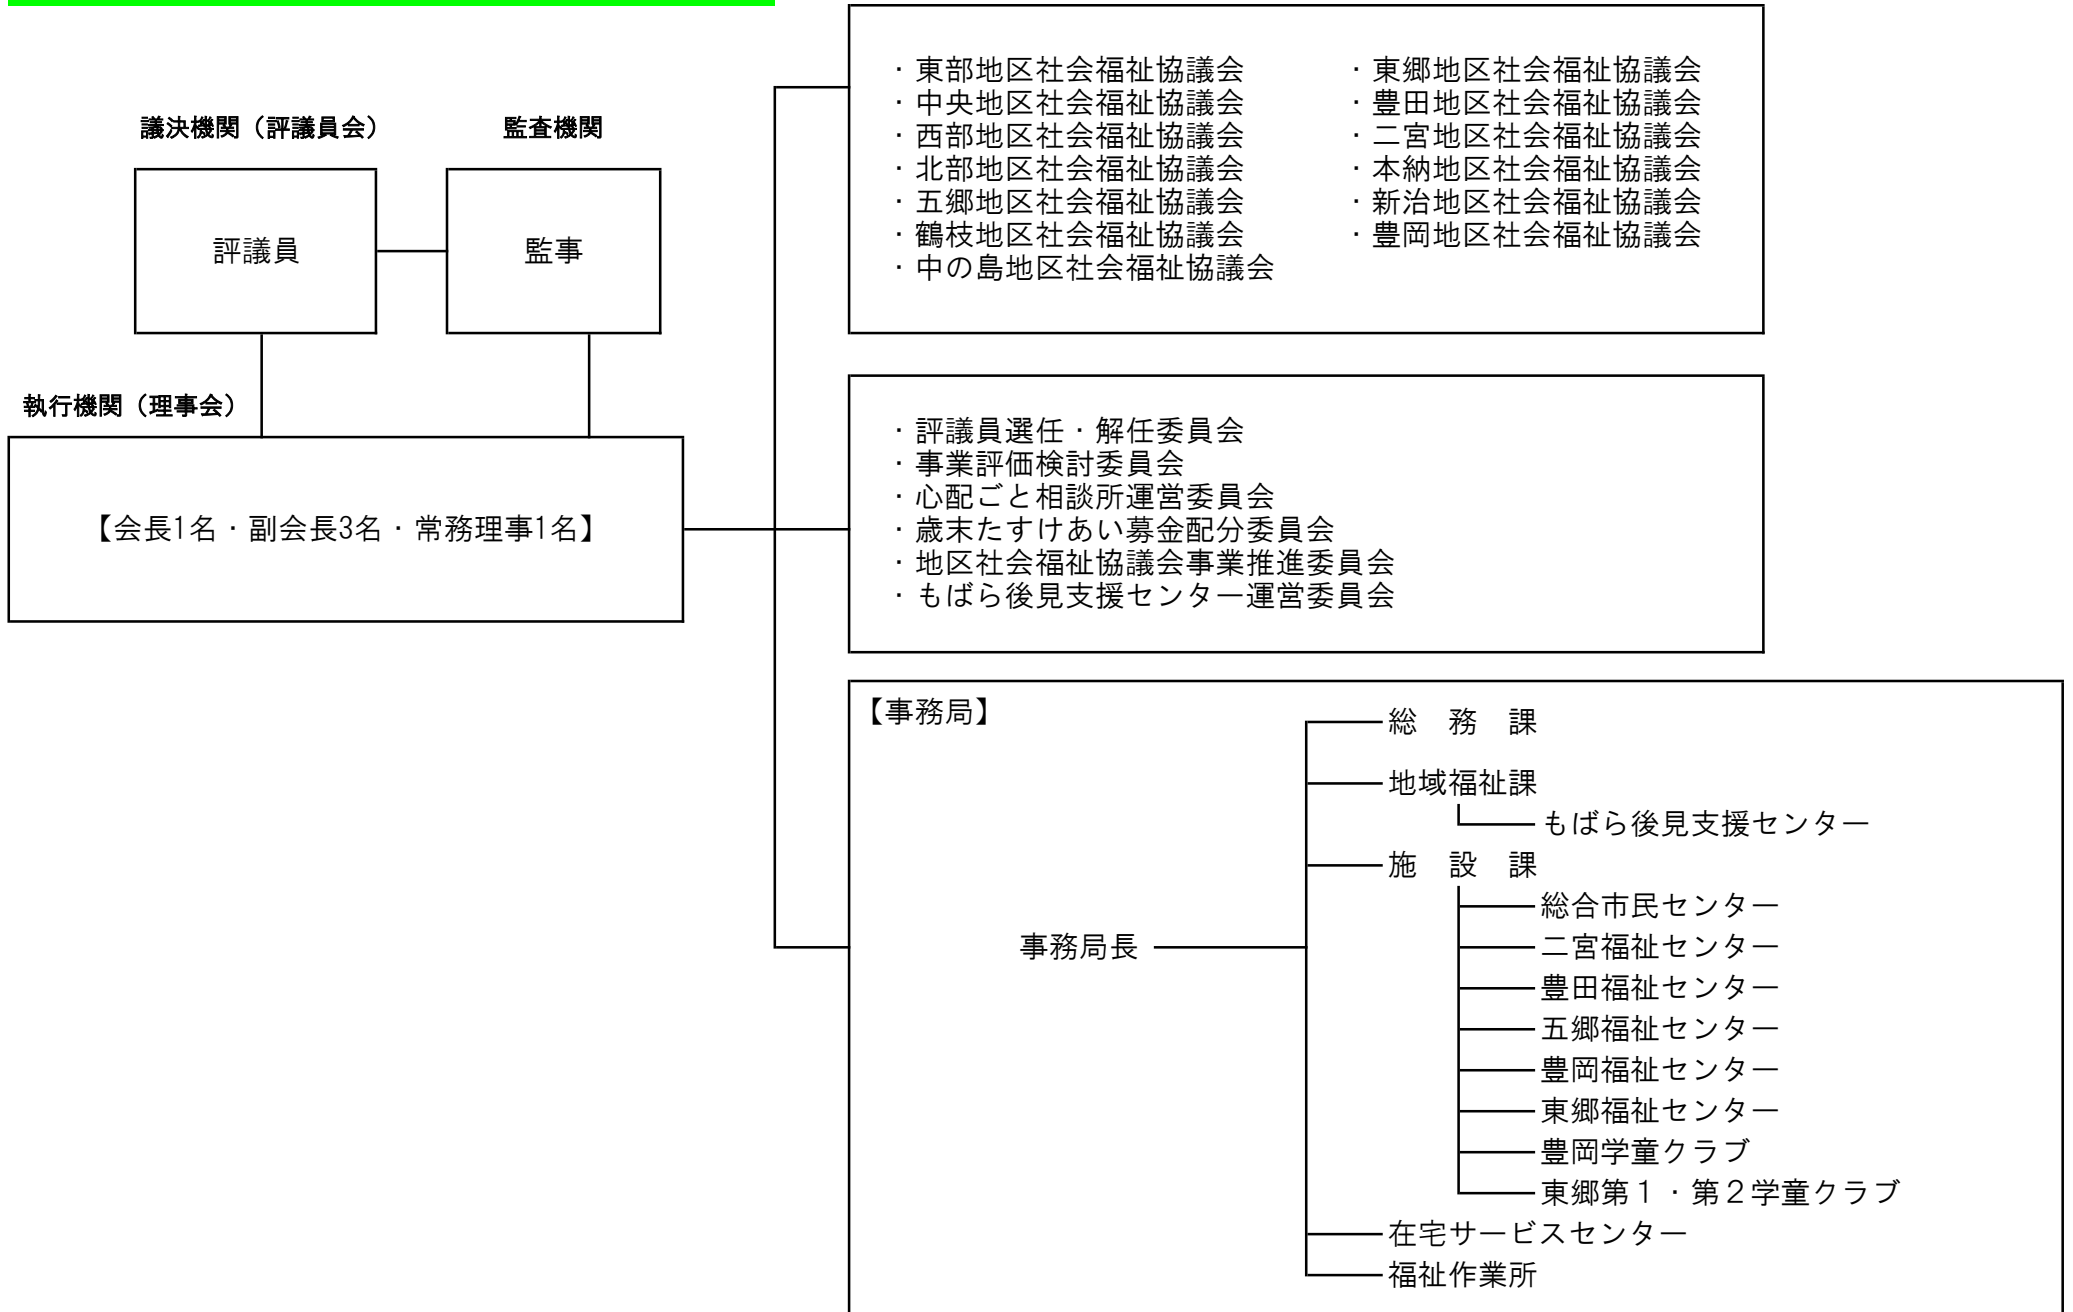 議決機関（評議員会）
監査機関
評議員
監事
執行機関（理事会）
【会長1名・副会長3名・常務理事1名】
・東部地区社会福祉協議会
・中央地区社会福祉協議会
・西部地区社会福祉協議会
・北部地区社会福祉協議会
・五郷地区社会福祉協議会
・鶴枝地区社会福祉協議会
・中の島地区社会福祉協議会
・東郷地区社会福祉協議会
・豊田地区社会福祉協議会
・二宮地区社会福祉協議会
・本納地区社会福祉協議会
・新治地区社会福祉協議会
・豊岡地区社会福祉協議会
・評議員選任・解任委員会
・事業評価検討委員会
・心配ごと相談所運営委員会
・歳末たすけあい募金配分委員会
・地区社会福祉協議会事業推進委員会
・もばら後見支援センター運営委員会
【事務局】
事務局長
総　務　課
地域福祉課
もばら後見支援センター
施　設　課
総合市民センター
二宮福祉センター
豊田福祉センター
五郷福祉センター
豊岡福祉センター
東郷福祉センター
豊岡学童クラブ
東郷第１・第２学童クラブ
在宅サービスセンター
福祉作業所